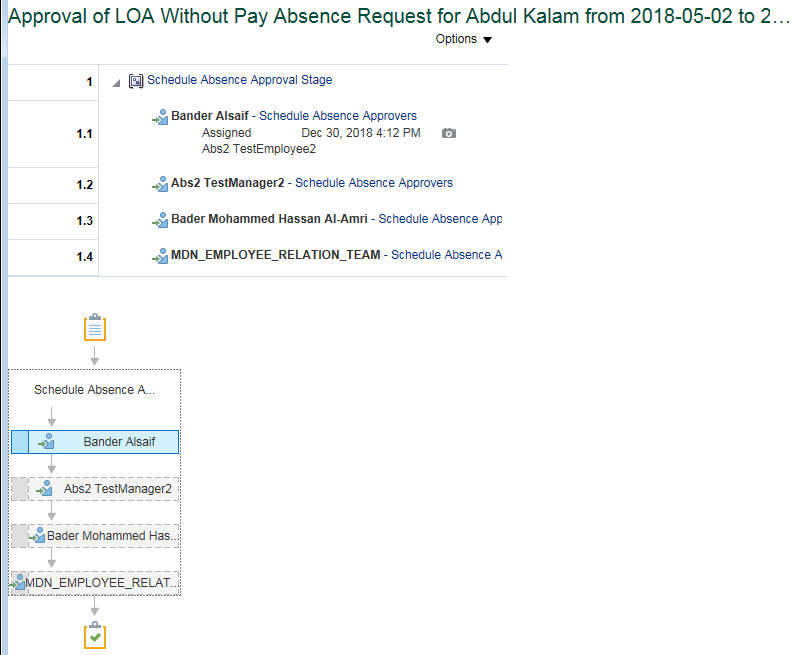 Approval of LOA Without Pay Absence Request for Abdul Kalam from 2018-05-02 to 2...
Options
1 Schedule Absence Approval Stage
1.1 Bander Alsaif - Schedule Absence Approvers
Assigned Dec 30, 2018 4:12 PM
Abs2 TestEmployee2
1.2 Abs2 TestManager2 - Schedule Absence Approvers
1.3 Bader Mohammed Hassan Al-Amri - Schedule Absence App
1.4 MDN_EMPLOYEE_RELATION_TEAM - Schedule Absence A
Schedule Absence A...
Bander Alsaif
Abs2 TestManager2
Bader Mohammed Has...
MDN_EMPLOYEE_RELAT...